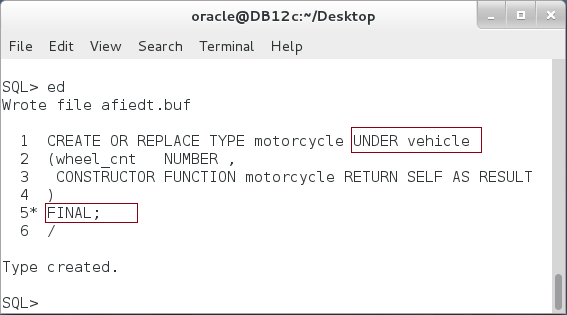 oracle@DB12c:~/Desktop
File Edit View Search Terminal Help
SQL> ed
Wrote file afiedt.buf
1 CREATE OR REPLACE TYPE motorcycle UNDER vehicle
2 (wheel_cnt   NUMBER ,
3 CONSTRUCTOR FUNCTION motorcycle RETURN SELF AS RESULT
4 )
5* FINAL;
6 /
Type created.
SQL>